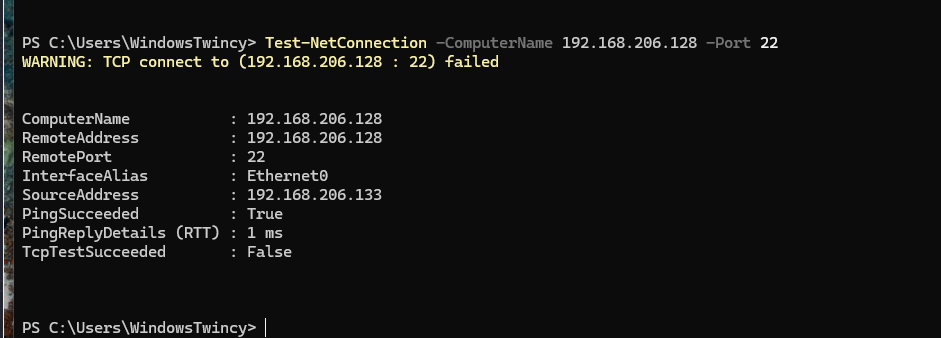 PS C:\Users\WindowsTwincy> Test-NetConnection -ComputerName 192.168.206.128 -Port 22
WARNING: TCP connect to (192.168.206.128 : 22) failed
ComputerName : 192.168.206.128
RemoteAddress : 192.168.206.128
RemotePort : 22
InterfaceAlias : Ethernet0
SourceAddress : 192.168.206.133
PingSucceeded : True
PingReplyDetails (RTT) : 1 ms
TcpTestSucceeded : False
PS C:\Users\WindowsTwincy>